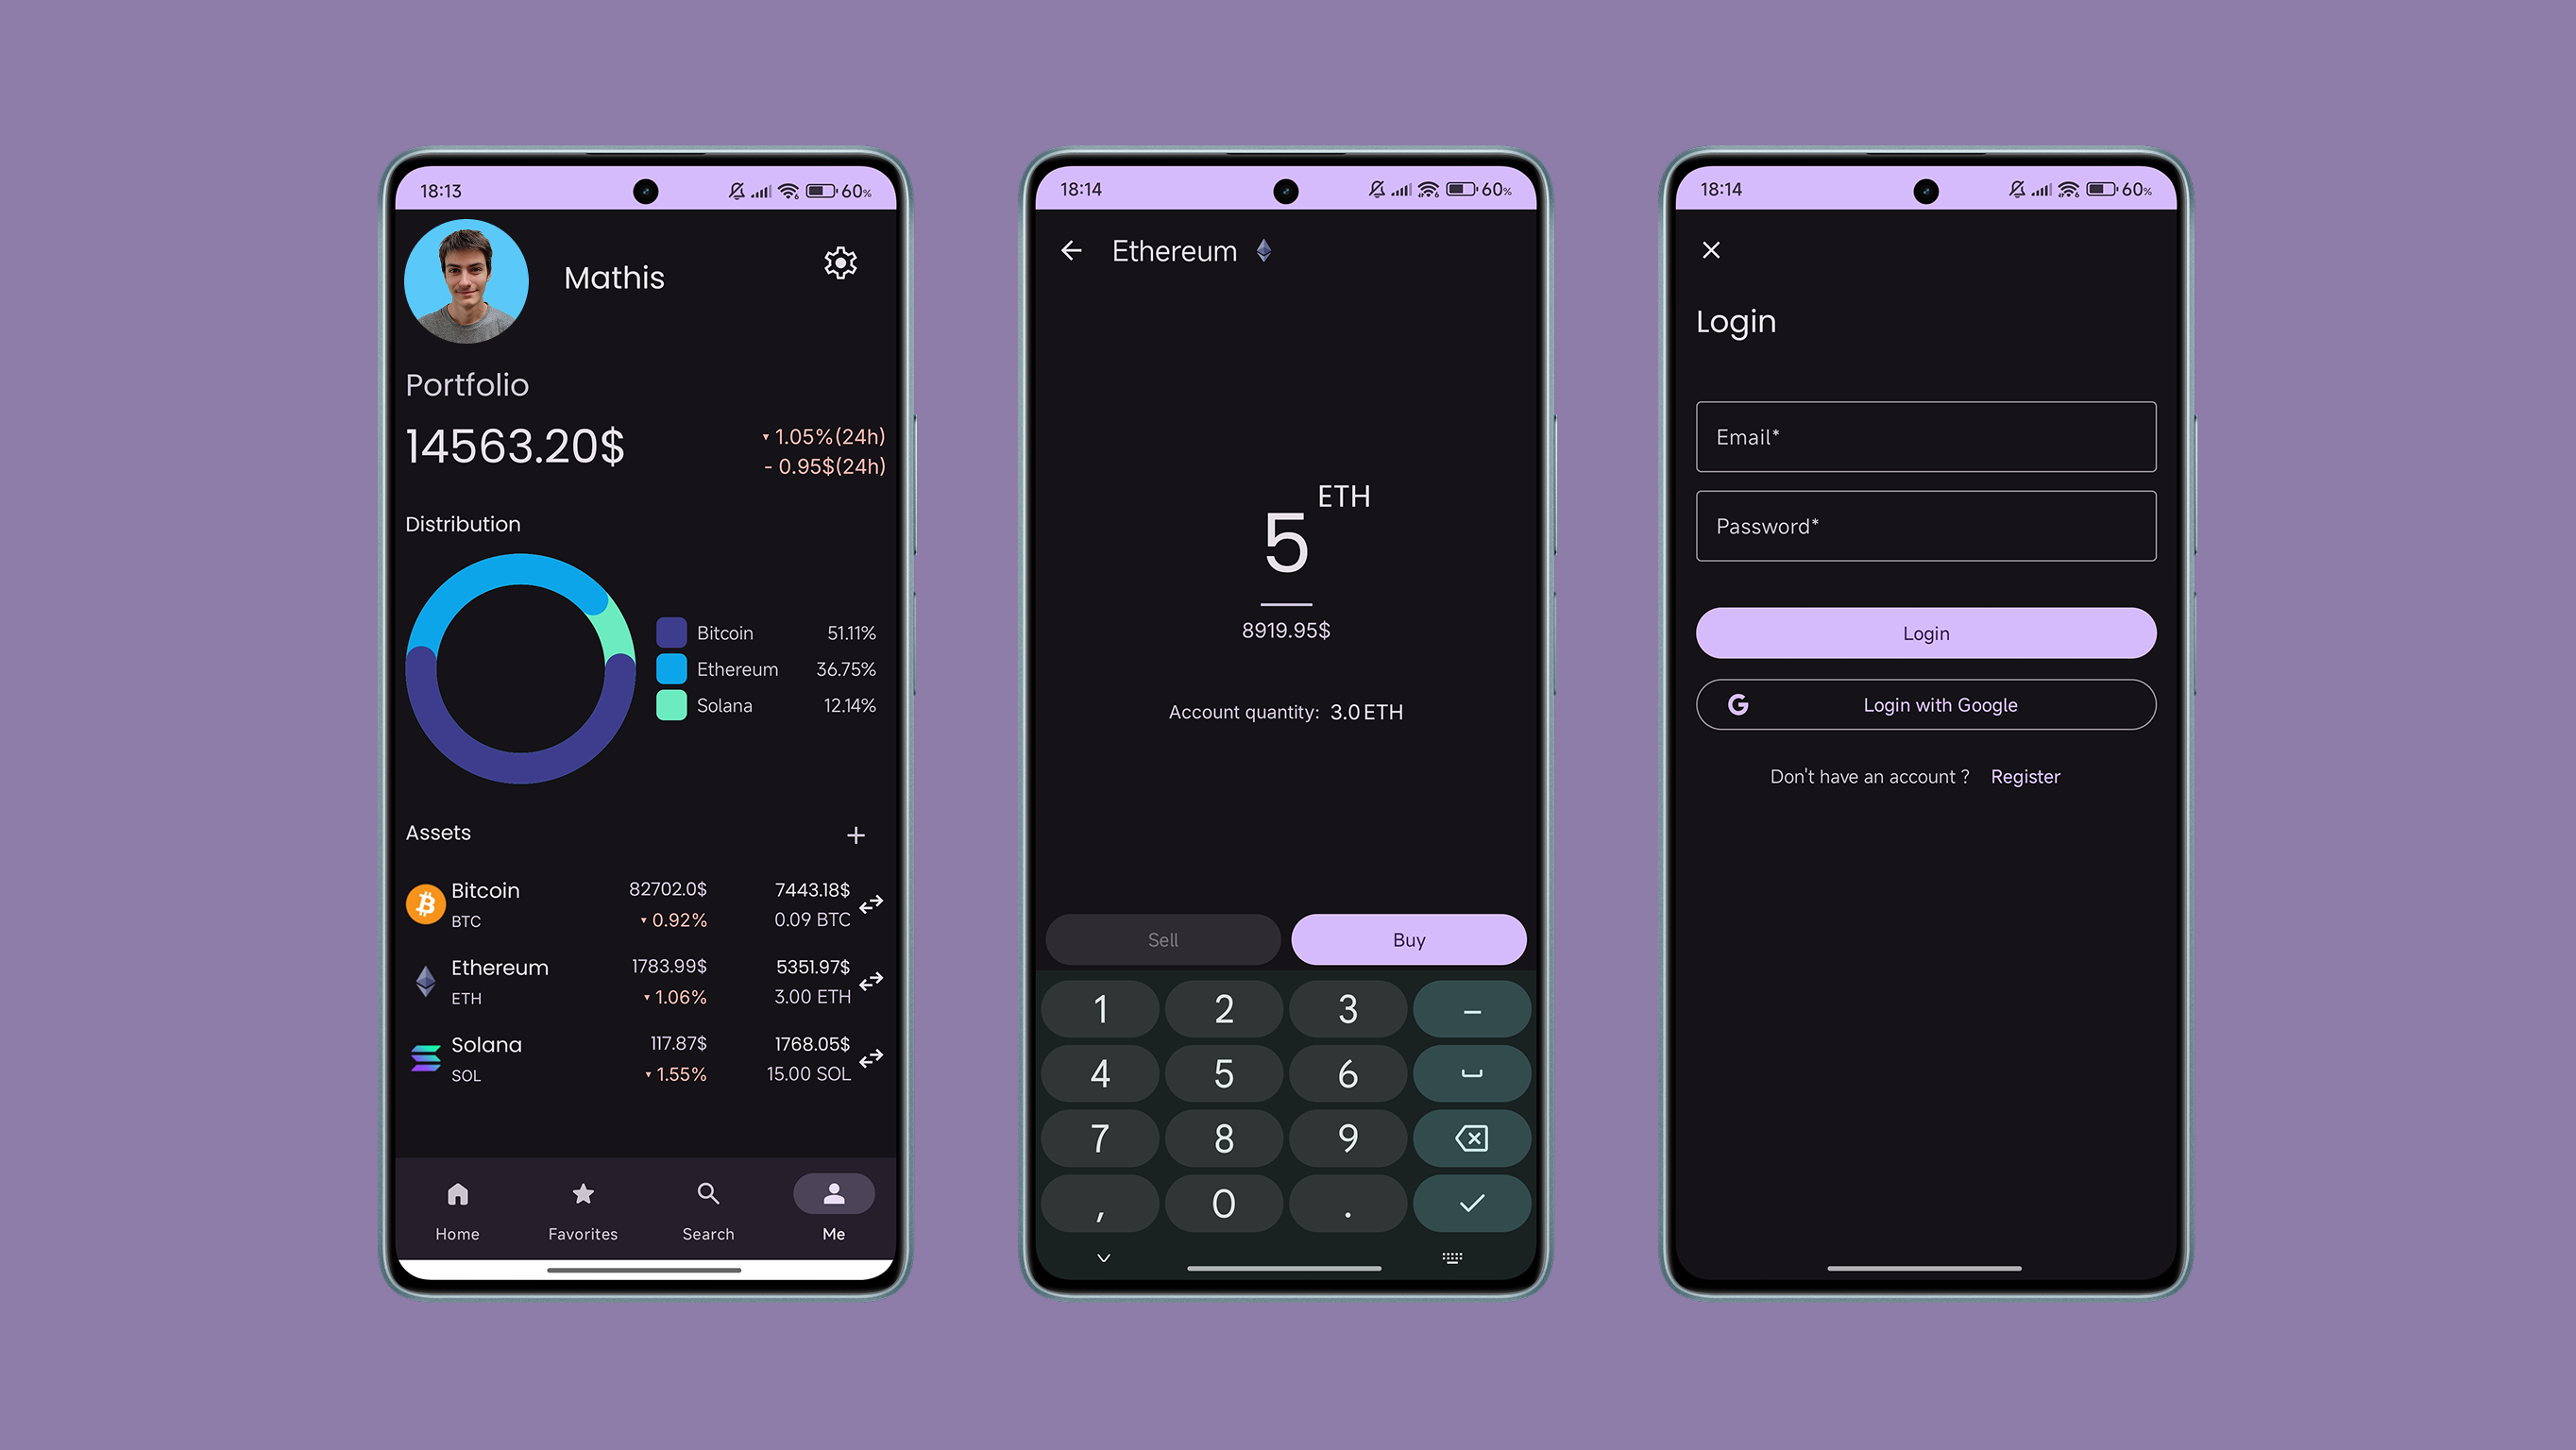 18:13
60%
Mathis
Portfolio
14563.20$
▾ 1.05%(24h)
- 0.95$(24h)
Distribution
Bitcoin 51.11%
Ethereum 36.75%
Solana 12.14%
Assets +
Bitcoin 82702.0$ 7443.18$
BTC ▾ 0.92% 0.09 BTC
Ethereum 1783.99$ 5351.97$
ETH ▾ 1.06% 3.00 ETH
Solana 117.87$ 1768.05$
SOL ▾ 1.55% 15.00 SOL
Home Favorites Search Me
18:14
60%
Ethereum
5 ETH
8919.95$
Account quantity: 3.0 ETH
Sell Buy
1 2 3 –
4 5 6
7 8 9
, 0 .
18:14
60%
Login
Email*
Password*
Login
G Login with Google
Don't have an account ? Register